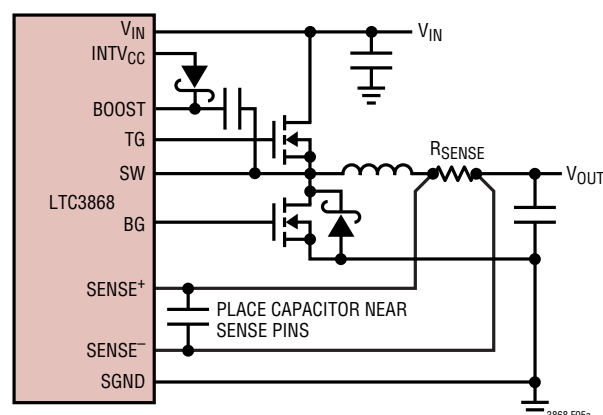 V_IN
V_IN
INTV_CC
BOOST
TG
SW
R_SENSE
V_OUT
LTC3868
BG
SENSE⁺
PLACE CAPACITOR NEAR
SENSE PINS
SENSE⁻
SGND
3868 F05a